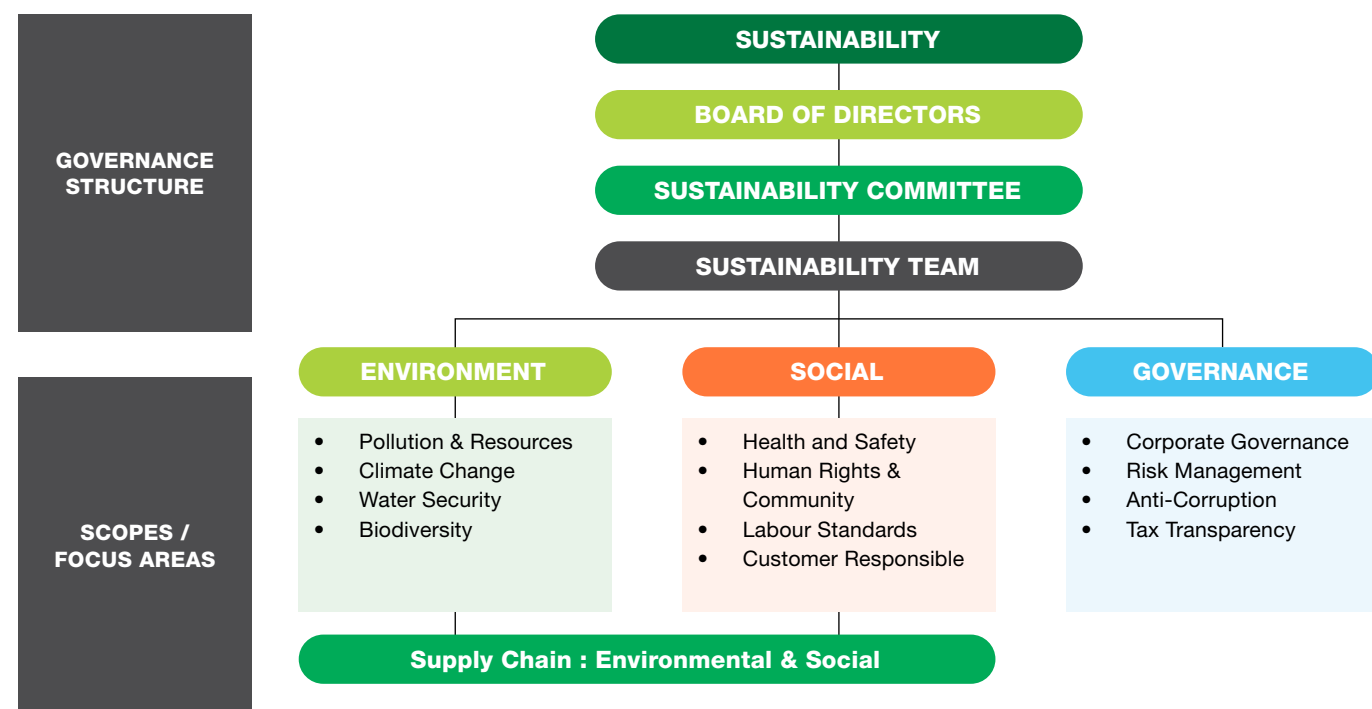 GOVERNANCE
STRUCTURE
SUSTAINABILITY
BOARD OF DIRECTORS
SUSTAINABILITY COMMITTEE
SUSTAINABILITY TEAM
SCOPES /
FOCUS AREAS
ENVIRONMENT
• Pollution & Resources
• Climate Change
• Water Security
• Biodiversity
SOCIAL
• Health and Safety
• Human Rights &
Community
• Labour Standards
• Customer Responsible
GOVERNANCE
• Corporate Governance
• Risk Management
• Anti-Corruption
• Tax Transparency
Supply Chain : Environmental & Social